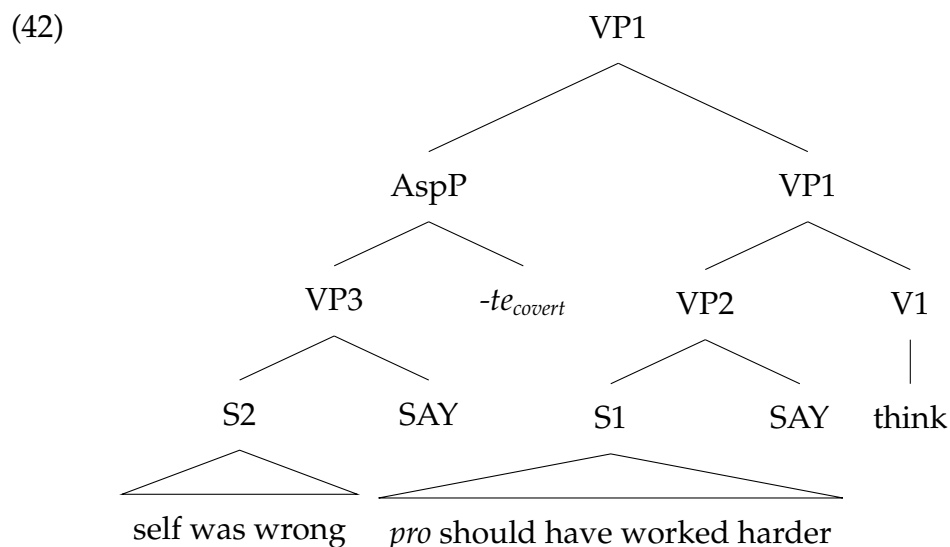 (42) VP1
AspP VP1
VP3 -te_covert VP2 V1
S2 SAY S1 SAY think
self was wrong pro should have worked harder